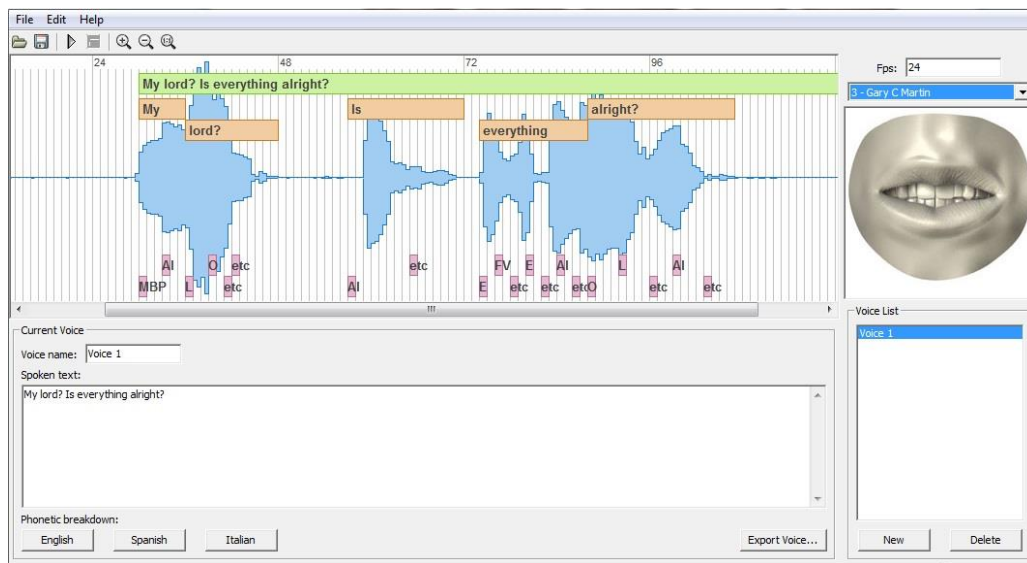 File Edit Help
24 48 72 96
My lord? Is everything alright?
My Is alright?
lord? everything
AI O etc etc FV E AI L AI
MBP L etc AI E etc etc etc O etc etc
Fps: 24
3 - Gary C Martin
Current Voice
Voice name: Voice 1
Spoken text:
My lord? Is everything alright?
Phonetic breakdown:
English Spanish Italian Export Voice...
Voice List
Voice 1
New Delete